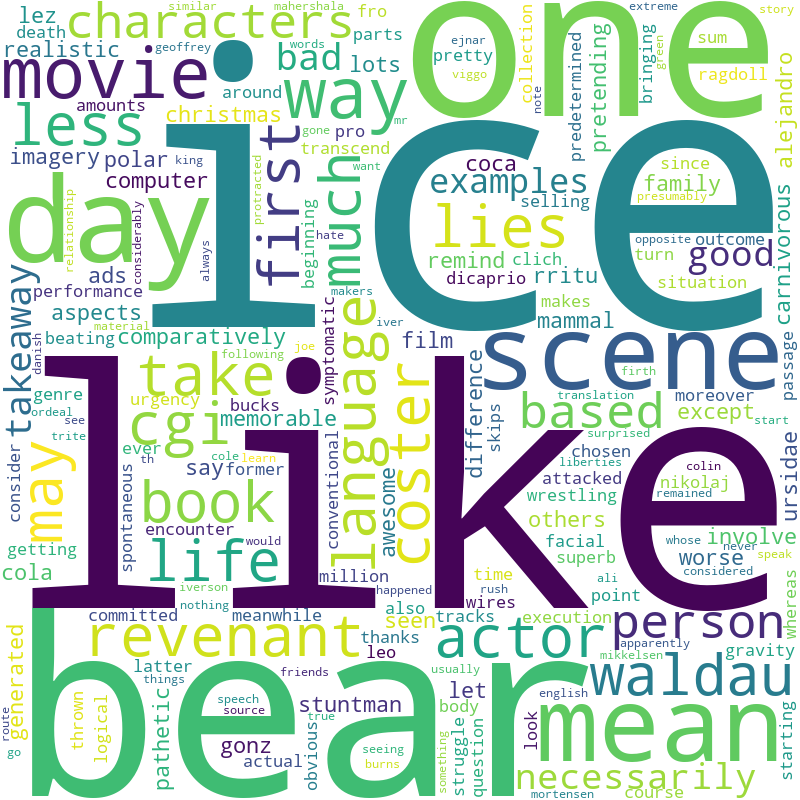 similar mahershala fro extreme story
lez characters geoffrey parts one green
death words ejnar sum
realistic movie bad lots viggo collection note bringing ragdoll
amounts around pretty predetermined pretending alejandro
less christmas way pro gone mr
imagery polar king first transcend want ice coca examples since family
computer protracted much dicaprio selling presumably
day relationship considerably always hate beginning lies remind clich opposite outcome good carnivorous
ads rritu turn situation
performance makers makes
takeaway aspects material iver mammal
danish beating comparatively language symptomatic film scene
genre following joe firth passage
ordeal take urgency bucks coster difference translation moreover start
consider see trite cgi memorable skips based except
may ever cole th learn say former awesome chosen surprised colin ursidae
spontaneous book encounter conventional like attacked liberties nikolaj
getting would wrestling remained whose never speak
life others facial considered involve
cola iverson million time superb worse
nothing happened rush ali point whereas
committed meanwhile also seen tracks wires execution person gravity
generated revenant thanks actor apparently
latter leo friends usually mikkelsen waldau
things speech stuntman let body english
route thrown logical pathetic bear source gonz true struggle question look mean starting
go actual obvious seeing something necessarily
burns mortensen course